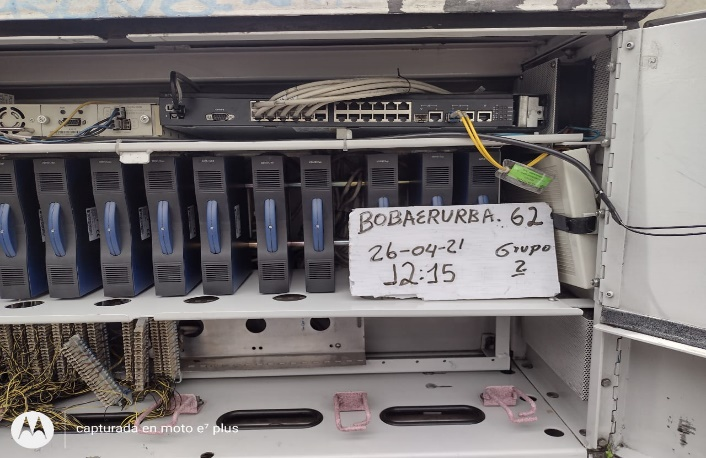 BOBAERURBA. 62
26-04-21
12:15
Grupo
2
capturada en moto e⁷ plus